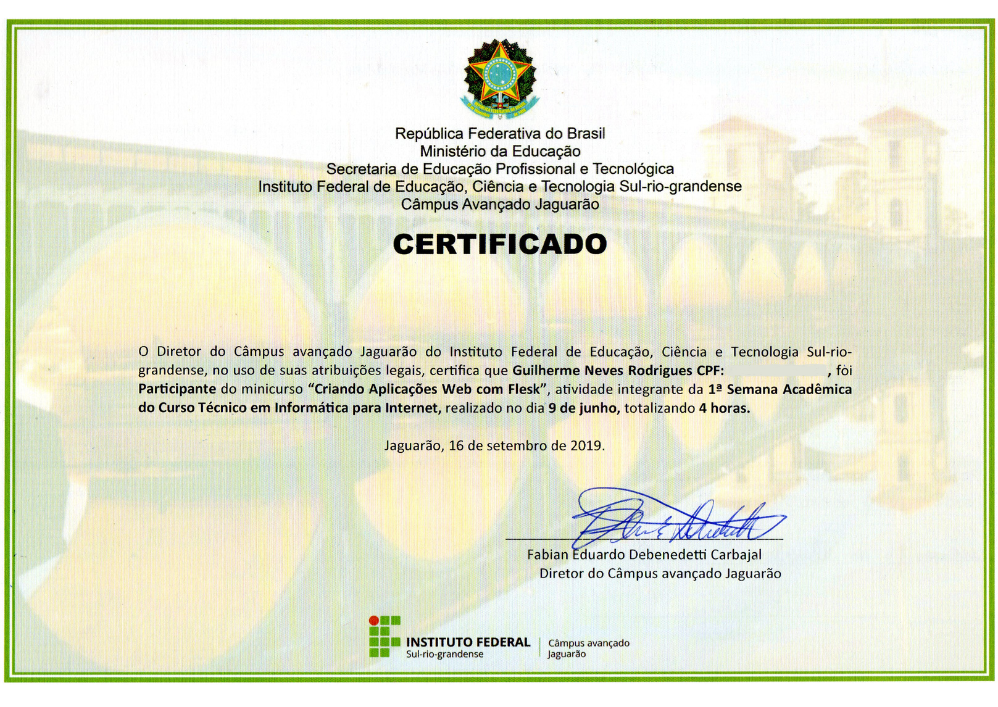 República Federativa do Brasil
Ministério da Educação
Secretaria de Educação Profissional e Tecnológica
Instituto Federal de Educação, Ciência e Tecnologia Sul-rio-grandense
Câmpus Avançado Jaguarão
CERTIFICADO
O Diretor do Câmpus avançado Jaguarão do Instituto Federal de Educação, Ciência e Tecnologia Sul-rio-
grandense, no uso de suas atribuições legais, certifica que Guilherme Neves Rodrigues CPF: , foi
Participante do minicurso “Criando Aplicações Web com Flesk”, atividade integrante da 1ª Semana Acadêmica
do Curso Técnico em Informática para Internet, realizado no dia 9 de junho, totalizando 4 horas.
Jaguarão, 16 de setembro de 2019.
Fabian Eduardo Debenedetti Carbajal
Diretor do Câmpus avançado Jaguarão
INSTITUTO FEDERAL
Sul-rio-grandense
Câmpus avançado
Jaguarão